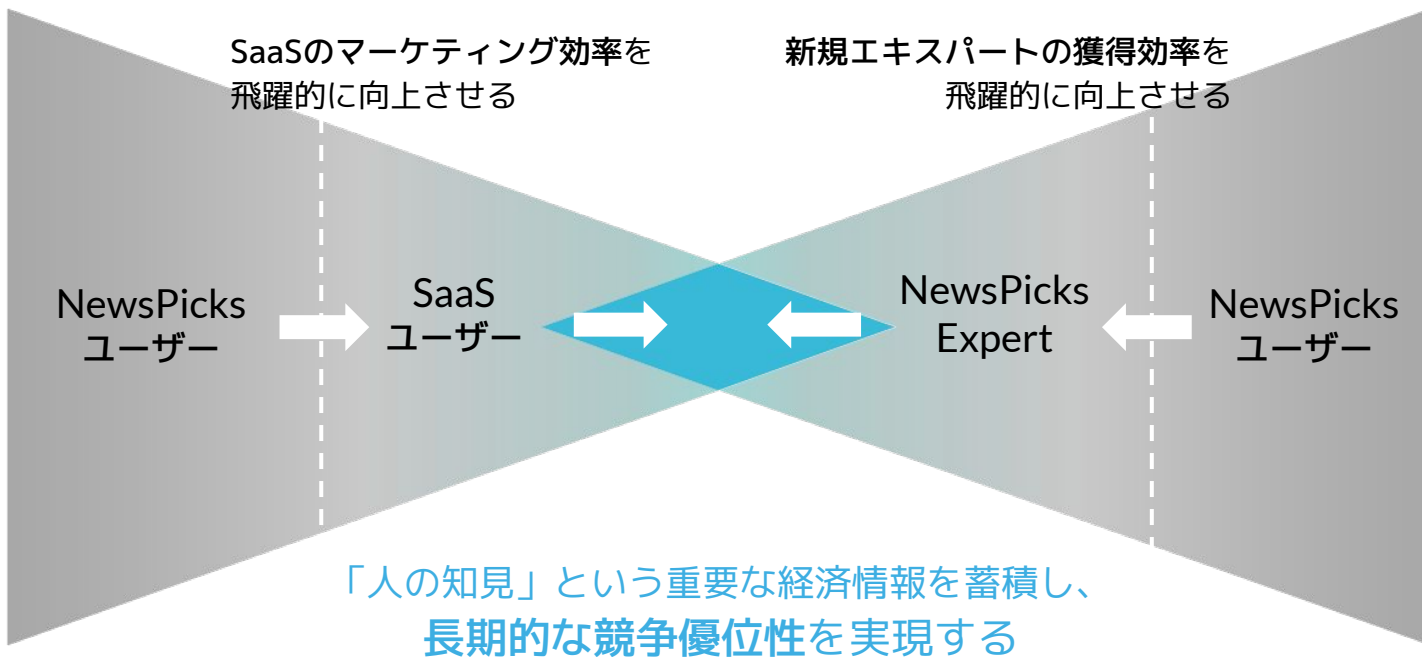 SaaSのマーケティング効率を
飛躍的に向上させる
新規エキスパートの獲得効率を
飛躍的に向上させる
NewsPicks
ユーザー
SaaS
ユーザー
NewsPicks
Expert
NewsPicks
ユーザー
「人の知見」という重要な経済情報を蓄積し、
長期的な競争優位性を実現する